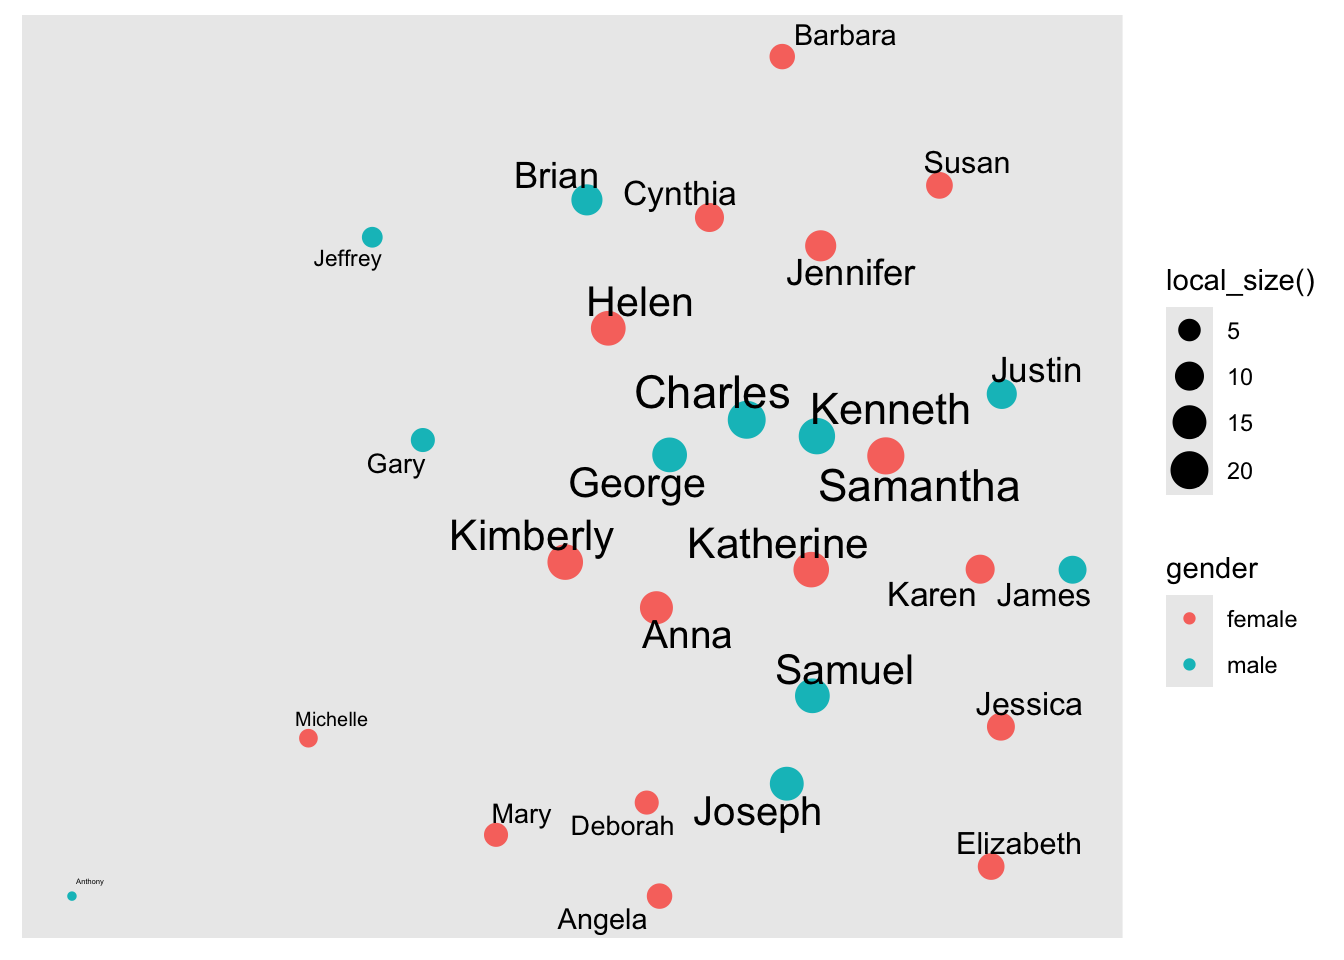 Barbara
Susan
Brian
Cynthia
Jeffrey
Jennifer
Helen
Justin
Charles
Kenneth
Gary
George
Samantha
Kimberly
Katherine
Karen
James
Anna
Samuel
Jessica
Michelle
Mary
Deborah
Joseph
Elizabeth
Anthony
Angela
local_size()
5
10
15
20
gender
female
male